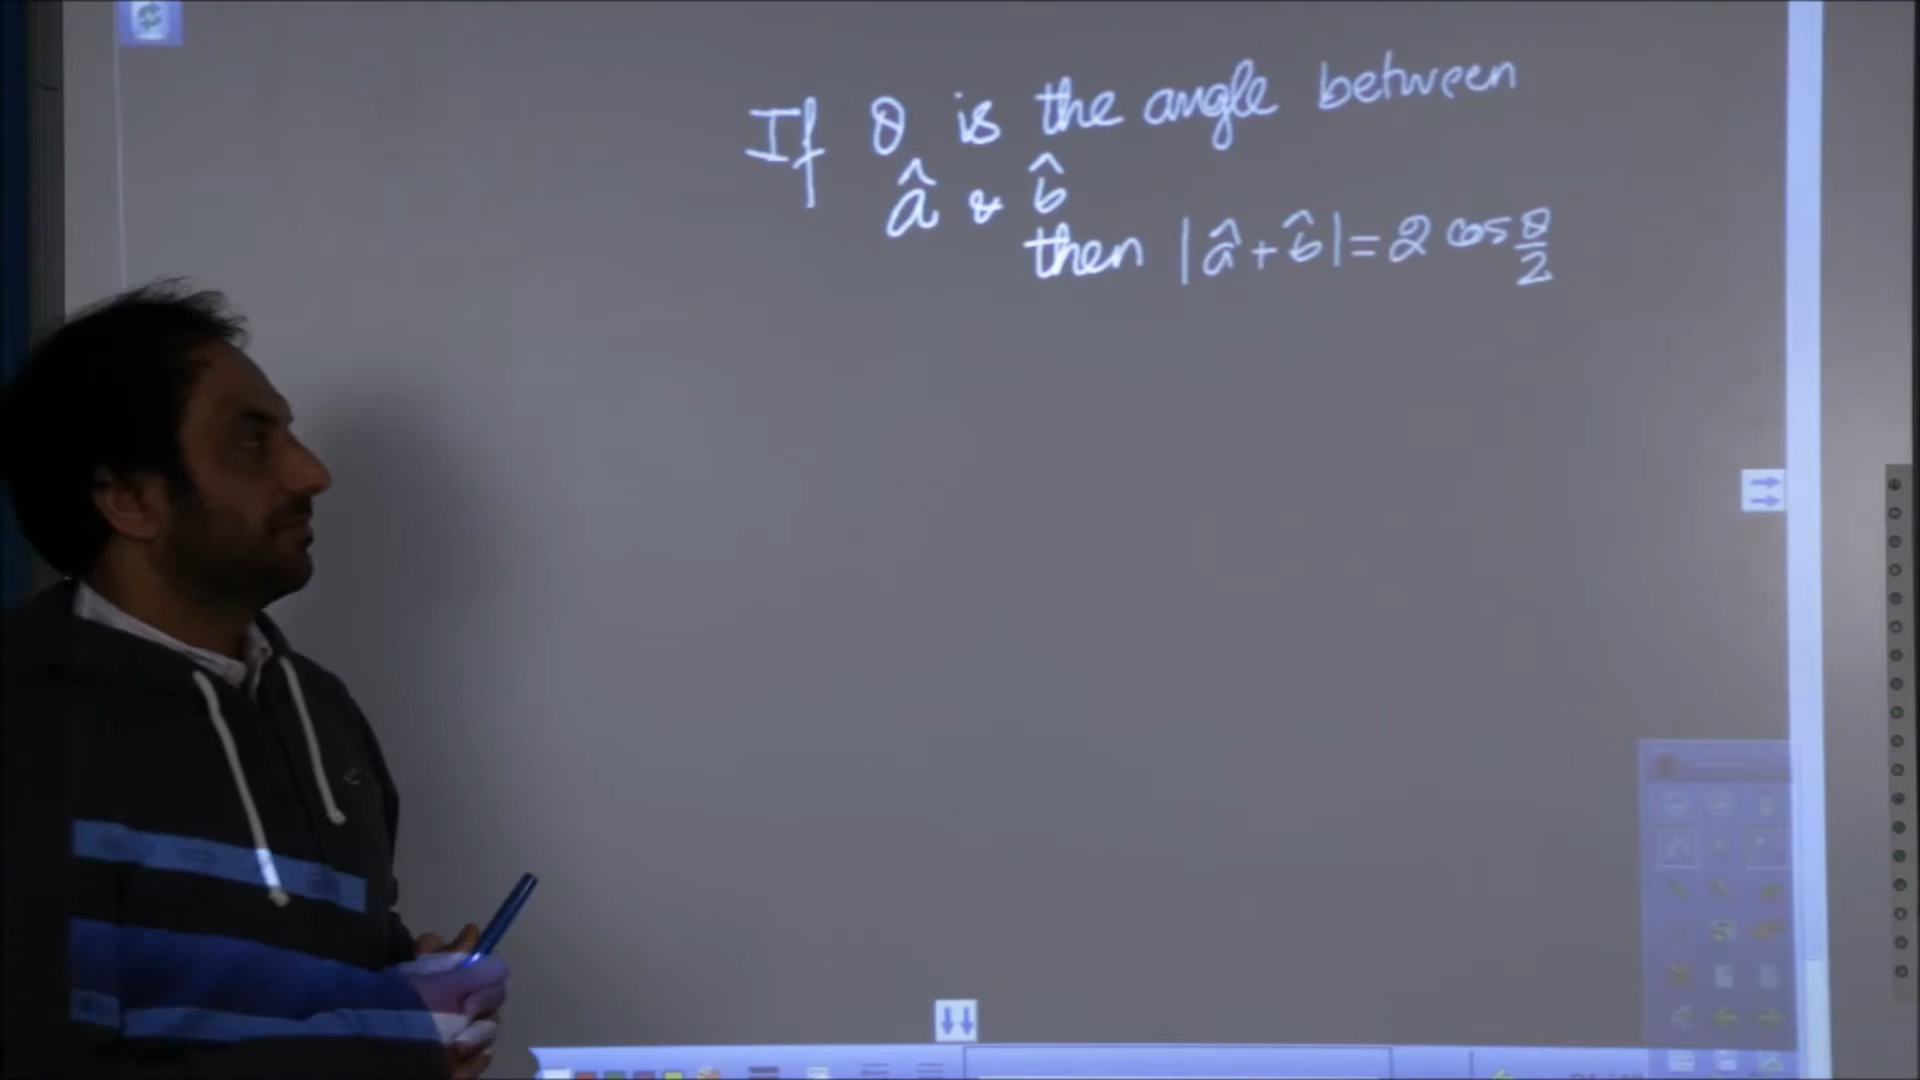 If θ is the angle between
â & b̂
then |â + b̂| = 2 cos θ/2